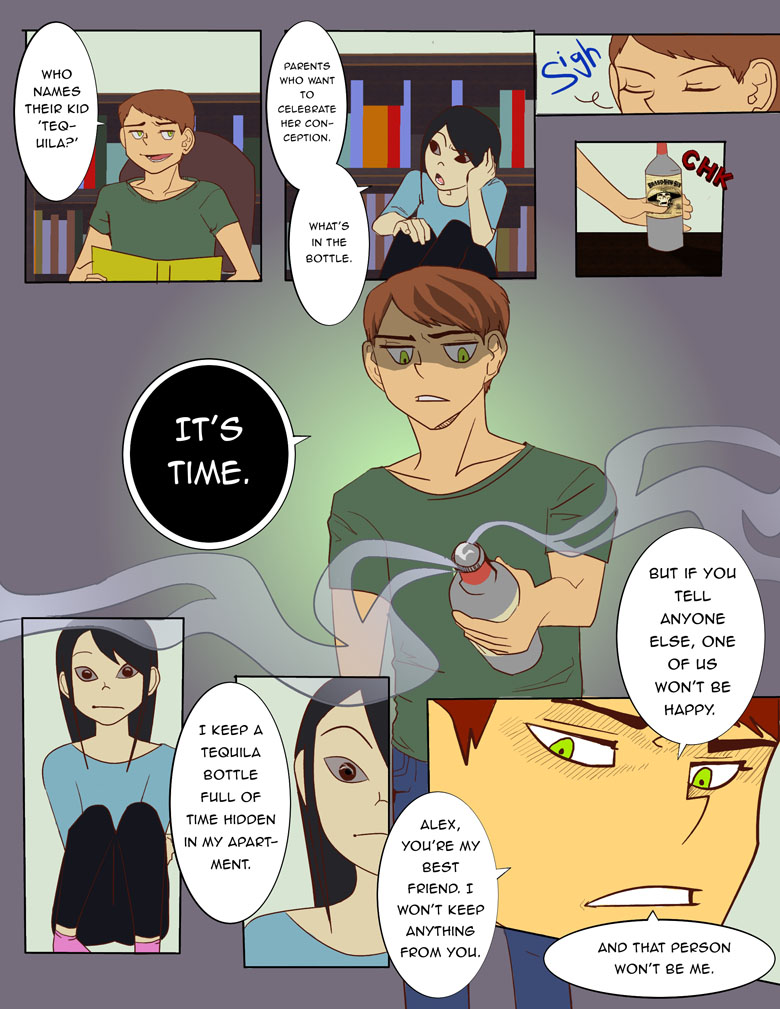 WHO
NAMES
THEIR KID
'TEQ-
UILA?'
PARENTS
WHO WANT
TO
CELEBRATE
HER CON-
CEPTION.
WHAT'S
IN THE
BOTTLE.
Sigh
CHK
IT'S
TIME.
BUT IF YOU
TELL
ANYONE
ELSE, ONE
OF US
WON'T BE
HAPPY.
I KEEP A
TEQUILA
BOTTLE
FULL OF
TIME HIDDEN
IN MY APART-
MENT.
ALEX,
YOU'RE MY
BEST
FRIEND. I
WON'T KEEP
ANYTHING
FROM YOU.
AND THAT PERSON
WON'T BE ME.